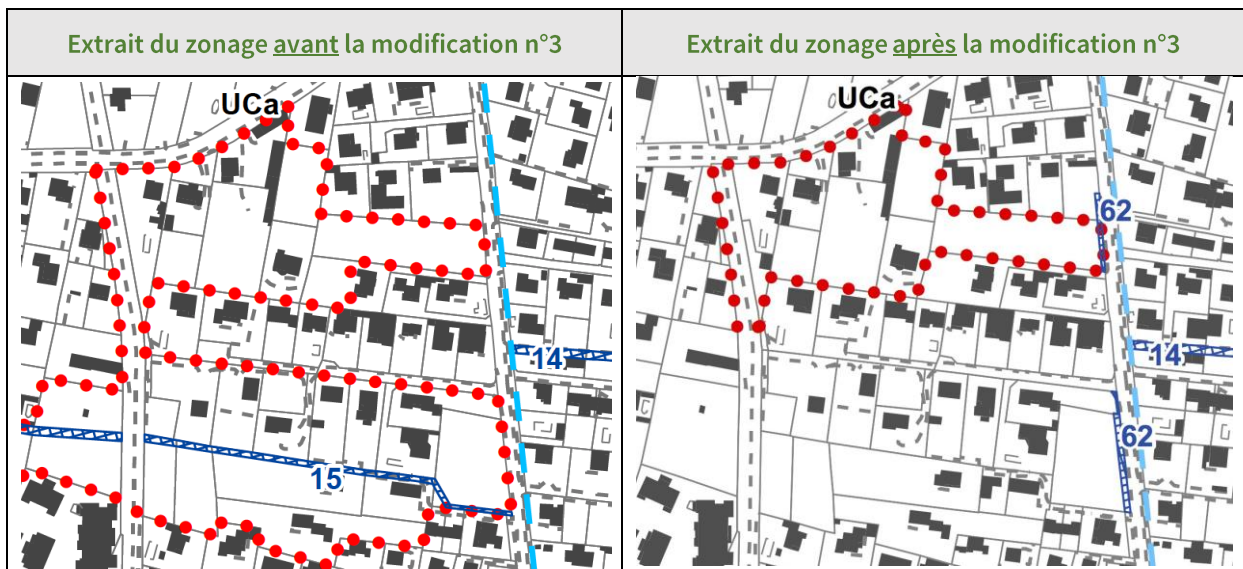 Extrait du zonage avant la modification n°3
Extrait du zonage après la modification n°3
UCa
14
15
UCa
62
14
62